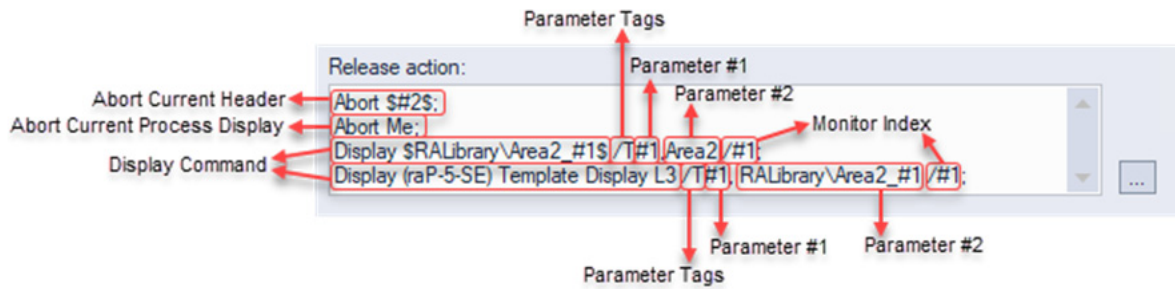 Parameter Tags
Release action:
Parameter #1
Abort Current Header
Abort $#2$;
Parameter #2
Abort Current Process Display
Abort Me;
Monitor Index
Display Command
Display $RALibrary\Area2_#1$ /T#1,Area2 /#1;
Display (raP-5-SE) Template Display L3 /T#1, RALibrary\Area2_#1 /#1;
...
Parameter #1
Parameter #2
Parameter Tags